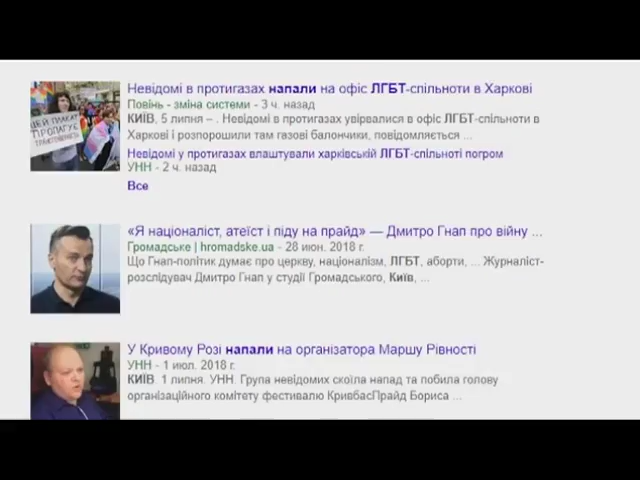 Невідомі в протигазах напали на офіс ЛГБТ-спільноти в Харкові
Повінь - зміна системи - 3 ч. назад
КИЇВ, 5 липня – . Невідомі в протигазах увірвалися в офіс ЛГБТ-спільноти в
Харкові і розпорошили там газові балончики, повідомляється ...
Невідомі у протигазах влаштували харківській ЛГБТ-спільноті погром
УНН - 2 ч. назад
Все
ЦЕЙ ПЛАКАТ
ПРОПАГУЄ
«Я націоналіст, атеїст і піду на прайд» — Дмитро Гнап про війну ...
Громадське | hromadske.ua - 28 июн. 2018 г.
Що Гнап-політик думає про церкву, націоналізм, ЛГБТ, аборти, ... Журналіст-
розслідувач Дмитро Гнап у студії Громадського, Київ, ...
У Кривому Розі напали на організатора Маршу Рівності
УНН - 1 июл. 2018 г.
КИЇВ. 1 липня. УНН. Група невідомих скоїла напад та побила голову
організаційного комітету фестивалю КривбасПрайд Бориса ...